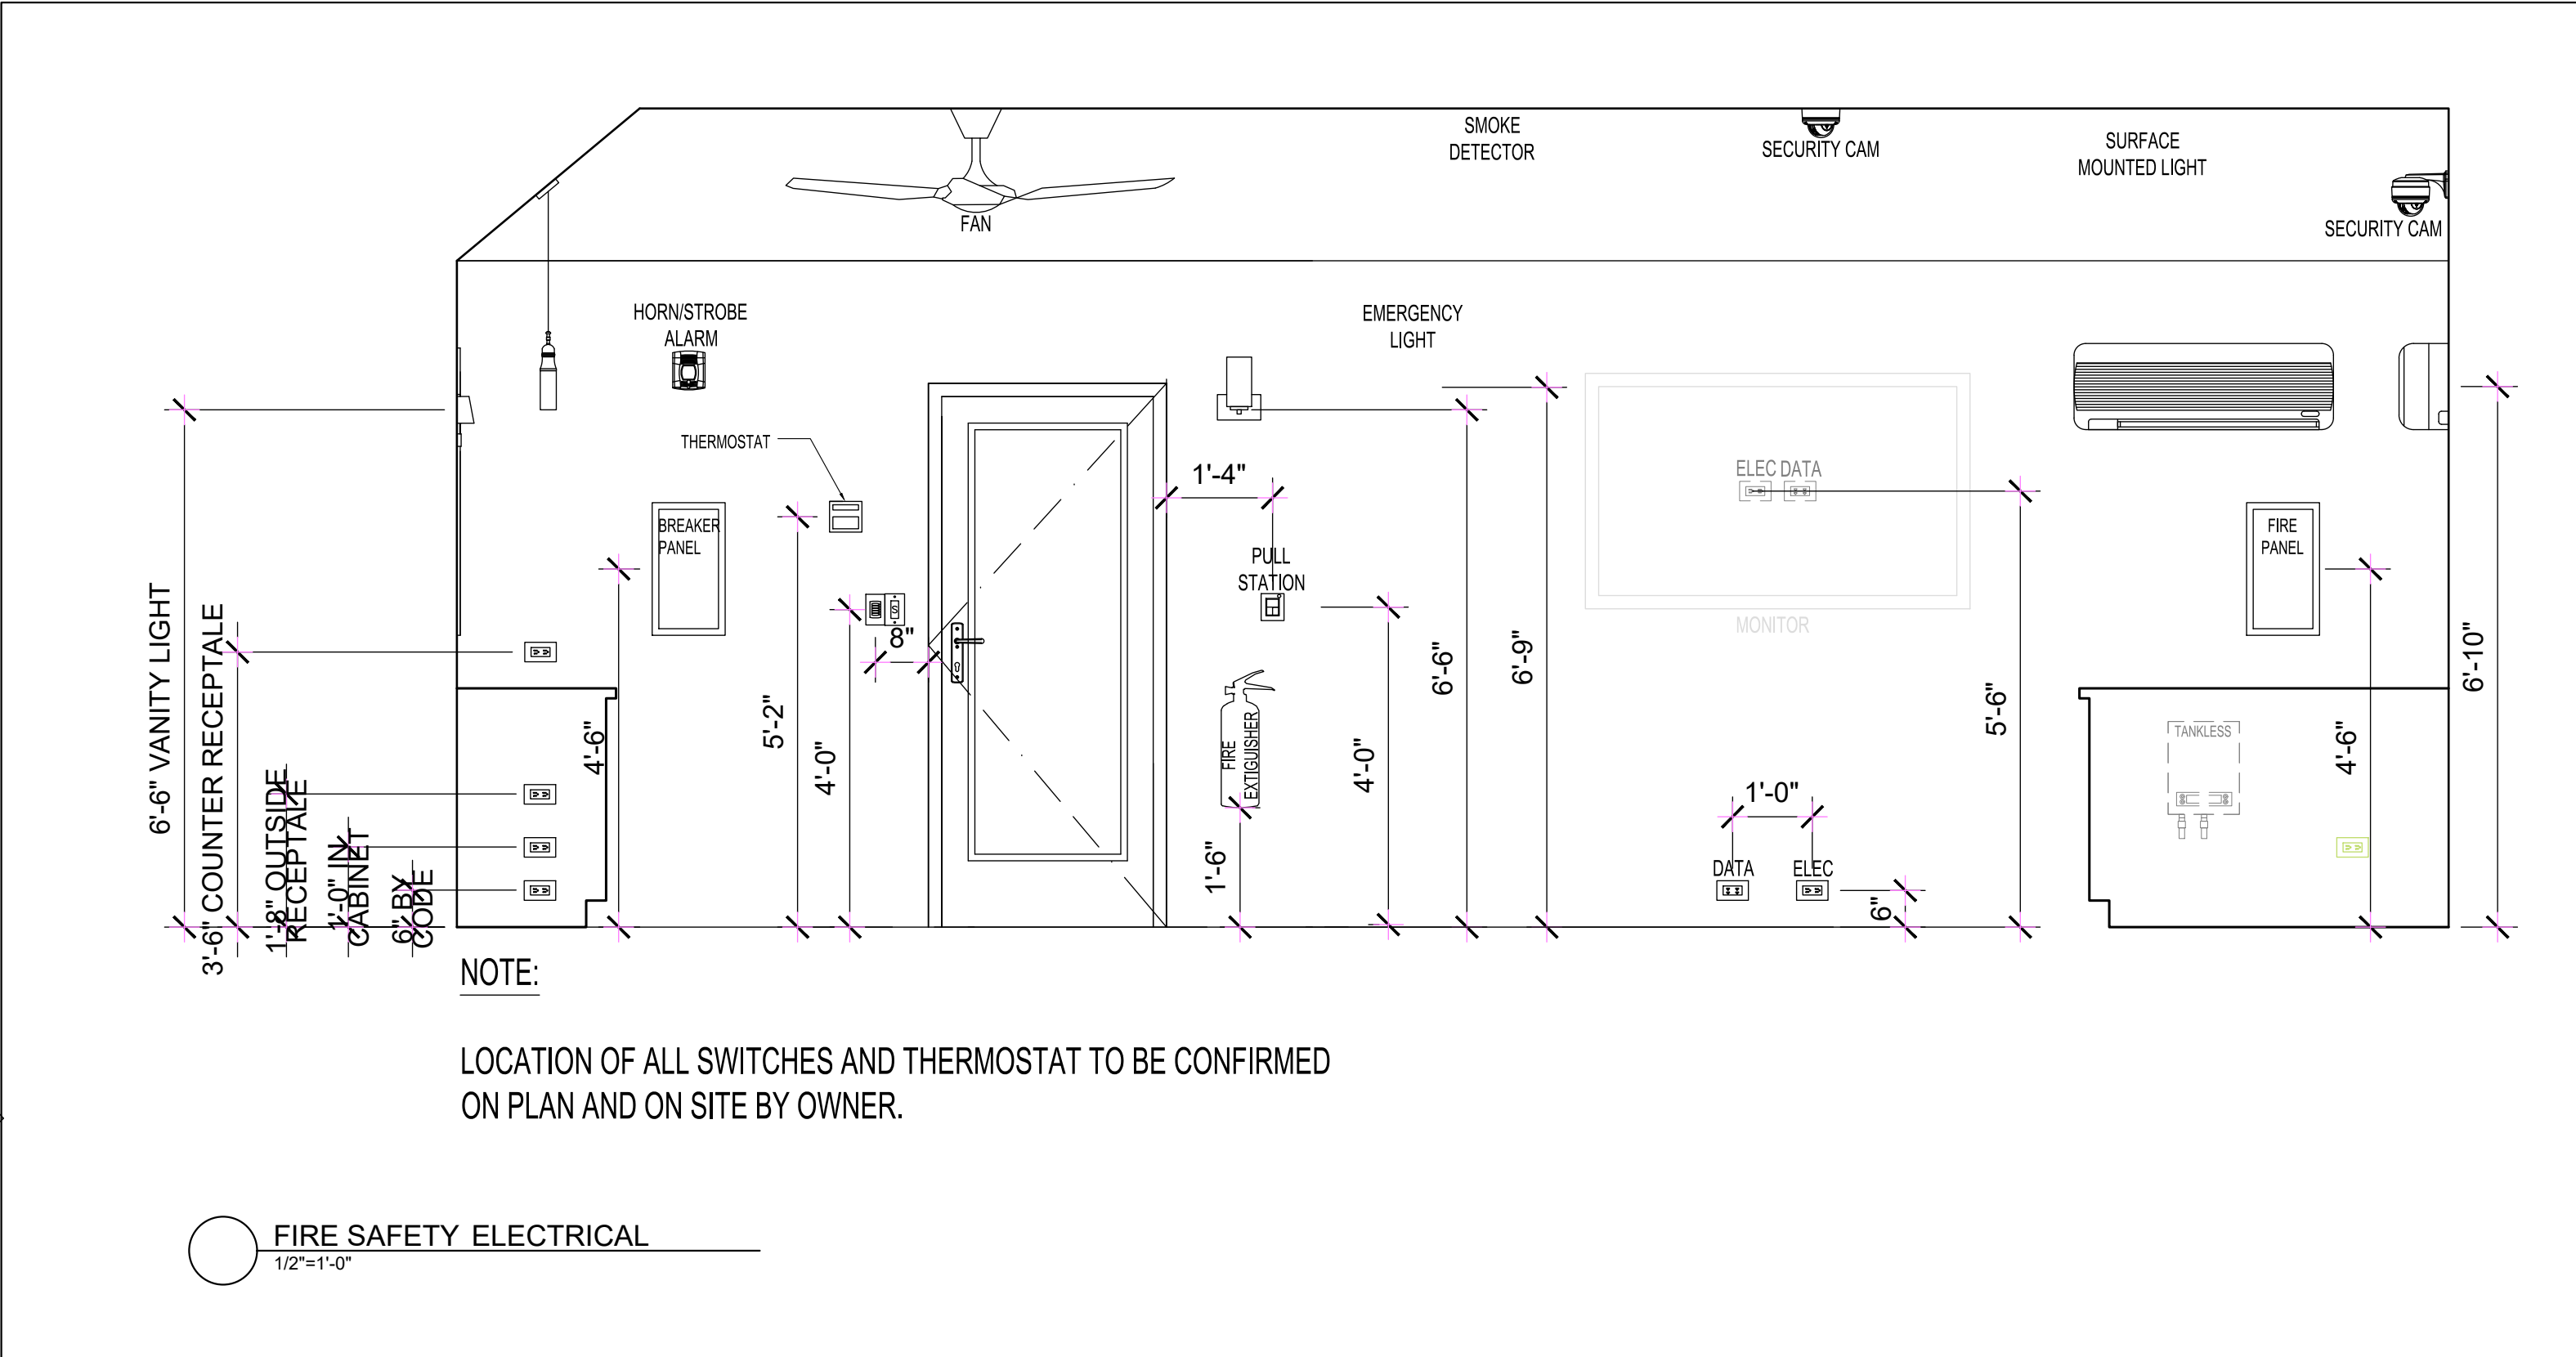 SMOKE
DETECTOR
SECURITY CAM
SURFACE
MOUNTED LIGHT
SECURITY CAM
FAN
HORN/STROBE
ALARM
EMERGENCY
LIGHT
THERMOSTAT
BREAKER
PANEL
1'-4"
ELEC DATA
FIRE
PANEL
PULL
STATION
S
MONITOR
8"
6'-6" VANITY LIGHT
3'-6" COUNTER RECEPTALE
1'-8" OUTSIDE
RECEPTALE
1'-0" IN
CABINET
6" BY
CODE
4'-6"
5'-2"
4'-0"
FIRE
EXTIGUISHER
1'-6"
4'-0"
6'-6"
6'-9"
1'-0"
DATA
ELEC
6"
5'-6"
TANKLESS
4'-6"
6'-10"
NOTE:
LOCATION OF ALL SWITCHES AND THERMOSTAT TO BE CONFIRMED
ON PLAN AND ON SITE BY OWNER.
FIRE SAFETY ELECTRICAL
1/2"=1'-0"